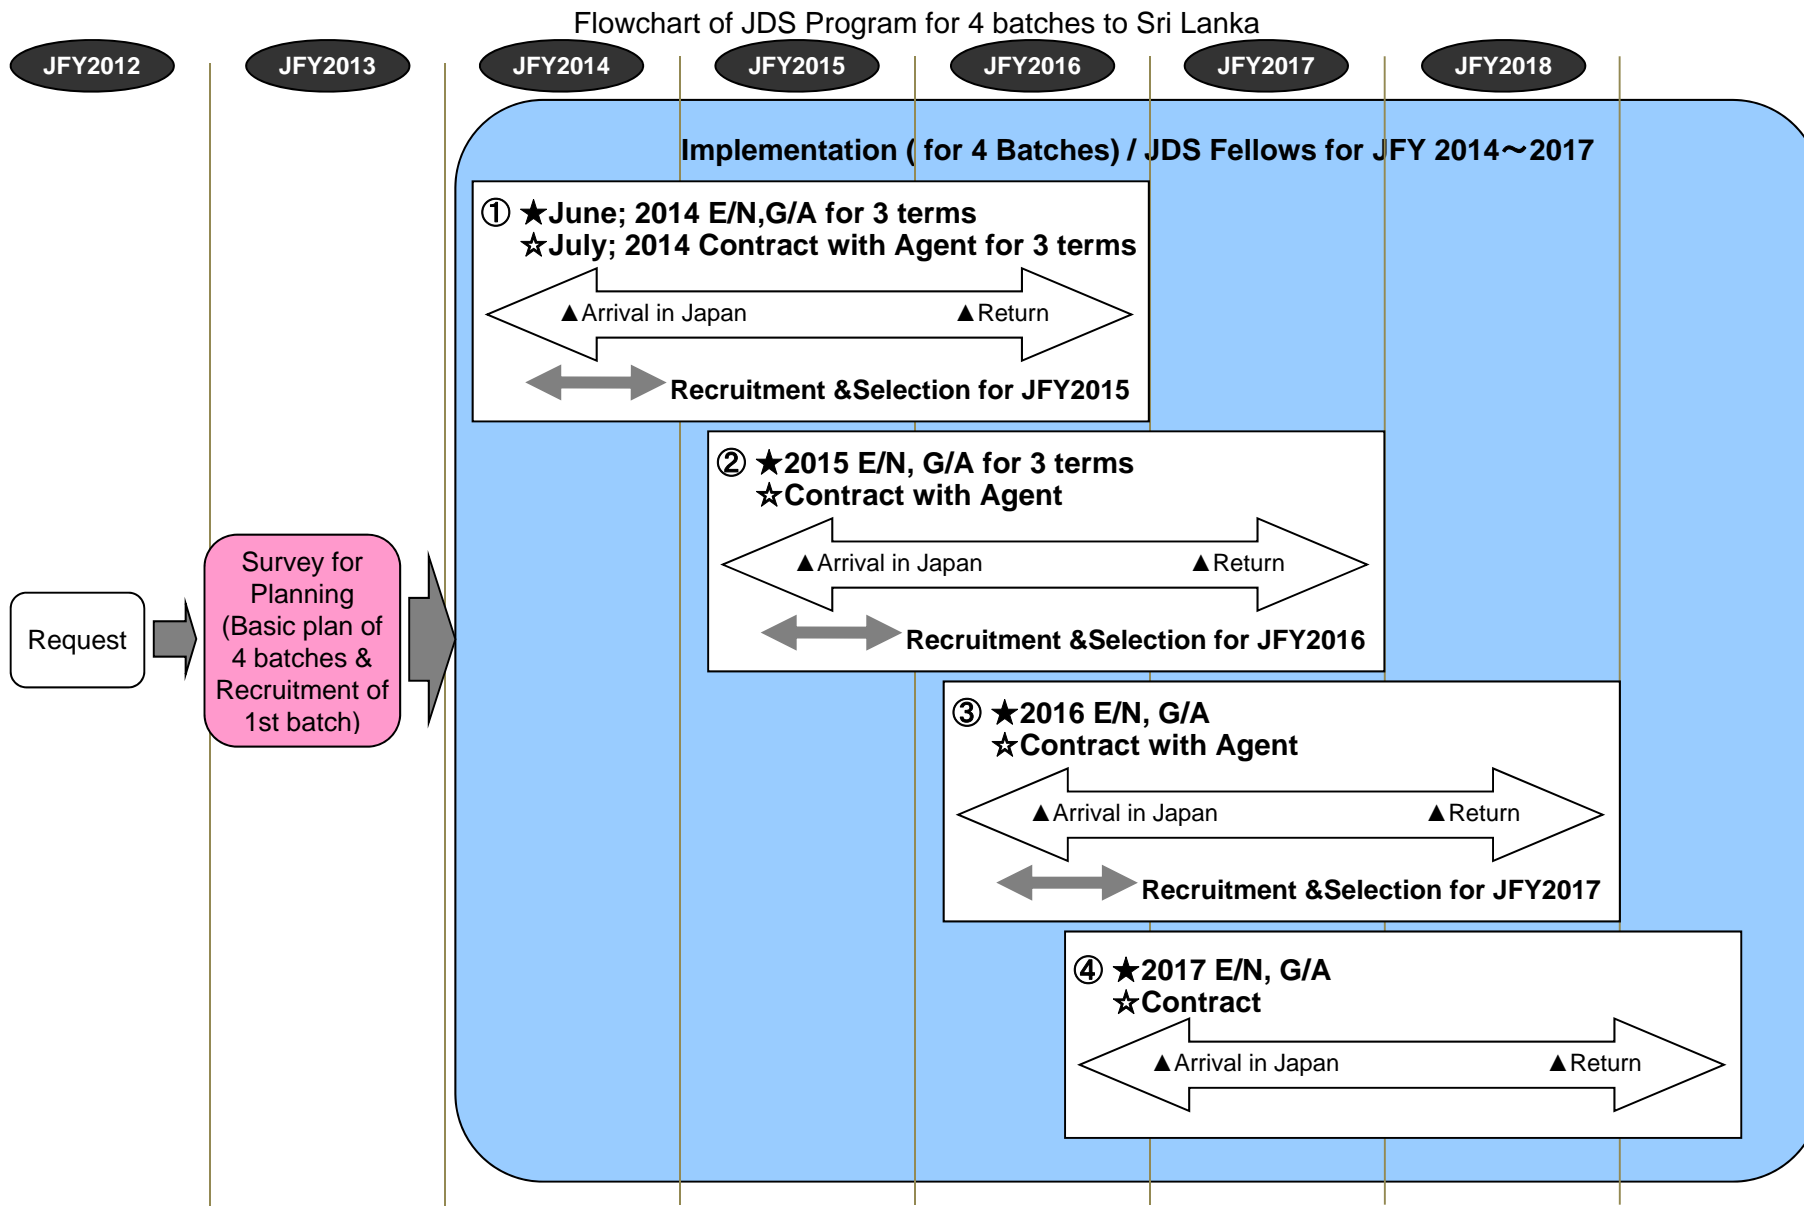 Flowchart of JDS Program for 4 batches to Sri Lanka
JFY2012 JFY2013 JFY2014 JFY2015 JFY2016 JFY2017 JFY2018
Implementation ( for 4 Batches) / JDS Fellows for JFY 2014～2017
① ★June; 2014 E/N,G/A for 3 terms
☆July; 2014 Contract with Agent for 3 terms
▲Arrival in Japan ▲Return
Recruitment &Selection for JFY2015
② ★2015 E/N, G/A for 3 terms
☆Contract with Agent
▲Arrival in Japan ▲Return
Recruitment &Selection for JFY2016
Request
Survey for
Planning
(Basic plan of
4 batches &
Recruitment of
1st batch)
③ ★2016 E/N, G/A
☆Contract with Agent
▲Arrival in Japan ▲Return
Recruitment &Selection for JFY2017
④ ★2017 E/N, G/A
☆Contract
▲Arrival in Japan ▲Return